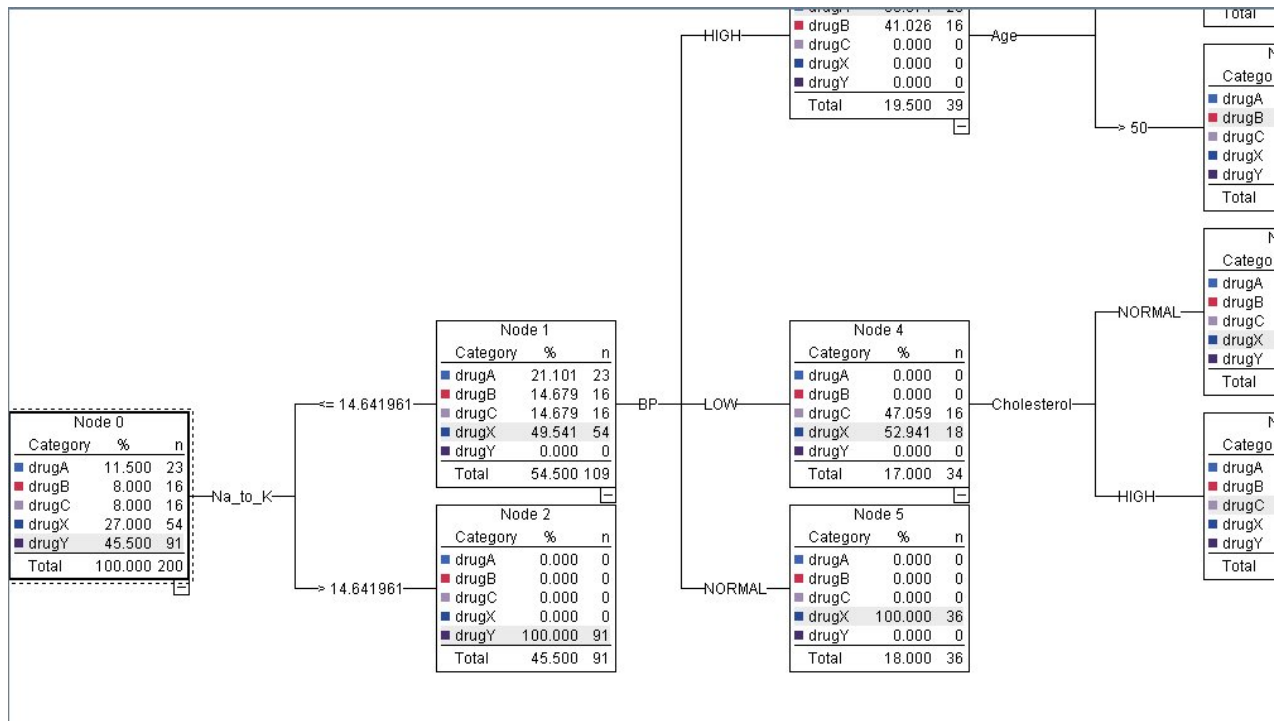 Node 0
Category % n
drugA 11.500 23
drugB 8.000 16
drugC 8.000 16
drugX 27.000 54
drugY 45.500 91
Total 100.000 200
Na_to_K
<= 14.641961
> 14.641961
Node 1
Category % n
drugA 21.101 23
drugB 14.679 16
drugC 14.679 16
drugX 49.541 54
drugY 0.000 0
Total 54.500 109
Node 2
Category % n
drugA 0.000 0
drugB 0.000 0
drugC 0.000 0
drugX 0.000 0
drugY 100.000 91
Total 45.500 91
BP
HIGH
LOW
NORMAL
drugB 41.026 16
drugC 0.000 0
drugX 0.000 0
drugY 0.000 0
Total 19.500 39
Node 4
Category % n
drugA 0.000 0
drugB 0.000 0
drugC 47.059 16
drugX 52.941 18
drugY 0.000 0
Total 17.000 34
Node 5
Category % n
drugA 0.000 0
drugB 0.000 0
drugC 0.000 0
drugX 100.000 36
drugY 0.000 0
Total 18.000 36
Age
> 50
Cholesterol
NORMAL
HIGH
Total
Catego
drugA
drugB
drugC
drugX
drugY
Total
Catego
drugA
drugB
drugC
drugX
drugY
Total
Catego
drugA
drugB
drugC
drugX
drugY
Total